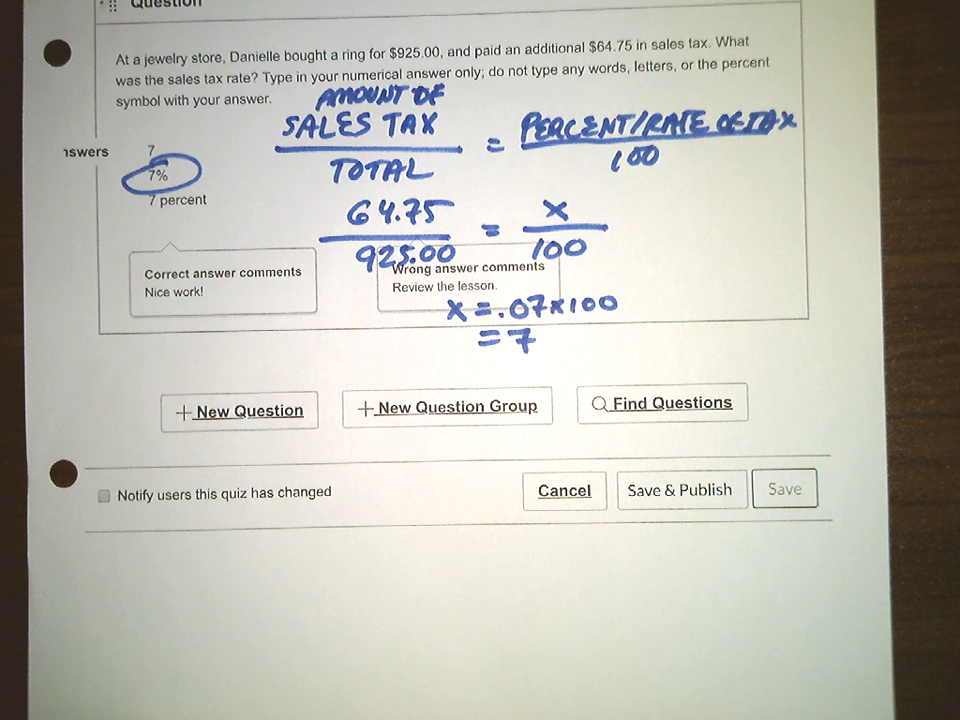 Question
At a jewelry store, Danielle bought a ring for $925.00, and paid an additional $64.75 in sales tax. What
was the sales tax rate? Type in your numerical answer only; do not type any words, letters, or the percent
symbol with your answer.
AMOUNT OF
SALES TAX
TOTAL
=
PERCENT/RATE OF TAX
100
nswers
7
7%
7 percent
64.75
925.00
=
x
100
Correct answer comments
Nice work!
Wrong answer comments
Review the lesson.
x = .07x100
= 7
+ New Question
+ New Question Group
Find Questions
Notify users this quiz has changed
Cancel
Save & Publish
Save